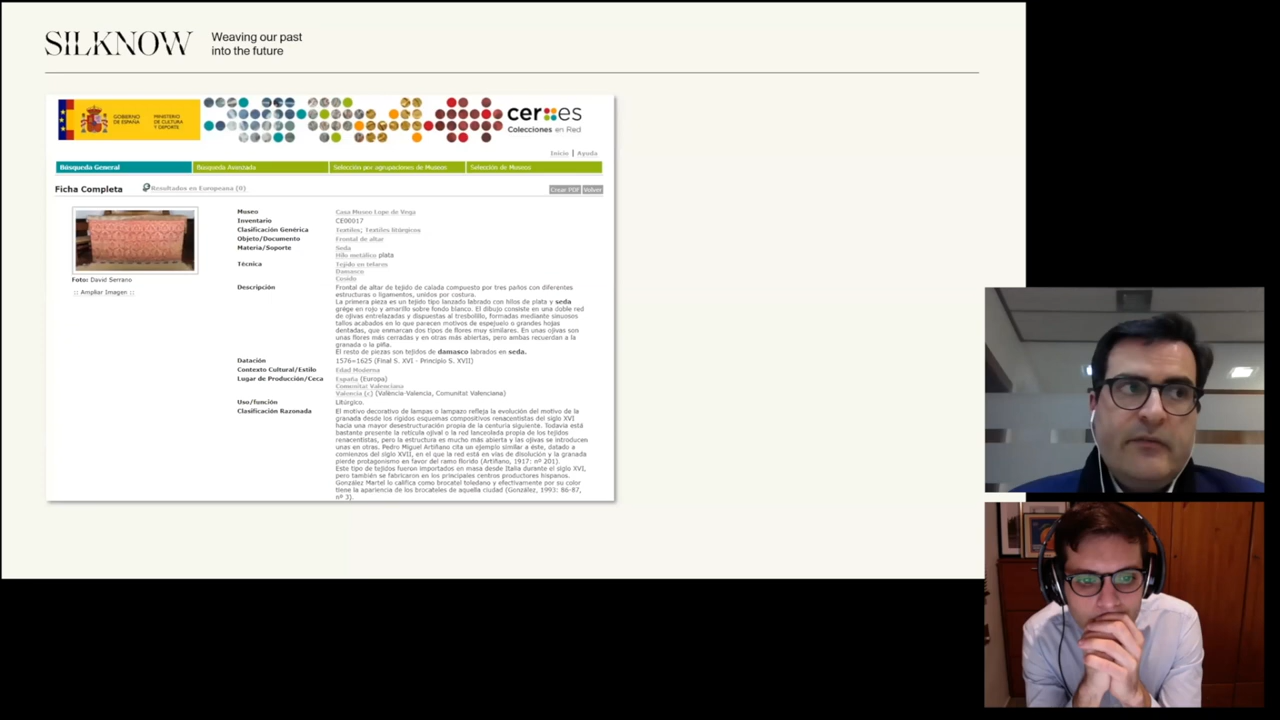 SILKNOW
Weaving our past
into the future
GOBIERNO
DE ESPAÑA
MINISTERIO
DE CULTURA
Y DEPORTE
cer·es
Colecciones en Red
Inicio | Ayuda
Búsqueda General
Búsqueda Avanzada
Selección por agrupaciones de Museos
Selección de Museos
Ficha Completa
Resultados en Europeana (0)
Crear PDF
Volver
Foto: David Serrano
:: Ampliar Imagen ::
Museo Casa Museo Lope de Vega
Inventario CE00017
Clasificación Genérica Textiles; Textiles litúrgicos
Objeto/Documento Frontal de altar
Materia/Soporte Seda
Hilo metálico plata
Técnica Tejido en telares
Damasco
Cosido
Descripción Frontal de altar de tejido de calada compuesto por tres paños con diferentes
estructuras o ligamentos, unidos por costura.
La primera pieza es un tejido tipo lanzado labrado con hilos de plata y seda
grège en rojo y amarillo sobre fondo blanco. El dibujo consiste en una doble red
de ojivas entrelazadas y dispuestas al tresbolillo, formadas mediante sinuosos
tallos acabados en lo que parecen motivos de espejuelo o grandes hojas
dentadas, que enmarcan dos tipos de flores muy similares. En unas ojivas son
unas flores más cerradas y en otras más abiertas, pero ambas recuerdan a la
granada o la piña.
El resto de piezas son tejidos de damasco labrados en seda.
Datación 1576=1625 (Final S. XVI - Principio S. XVII)
Contexto Cultural/Estilo Edad Moderna
Lugar de Producción/Ceca España (Europa)
Comunitat Valenciana
Valencia (c) (València-Valencia, Comunitat Valenciana)
Uso/función Litúrgico.
Clasificación Razonada El motivo decorativo de lampas o lampazo refleja la evolución del motivo de la
granada desde los rígidos esquemas compositivos renacentistas del siglo XVI
hacia una mayor desestructuración propia de la centuria siguiente. Todavía está
bastante presente la retícula ojival o la red lanceolada propia de los tejidos
renacentistas, pero la estructura es mucho más abierta y las ojivas se introducen
unas en otras. Pedro Miguel Artiñano cita un ejemplo similar a éste, datado a
comienzos del siglo XVII, en el que la red está en vías de disolución y la granada
pierde protagonismo en favor del ramo florido (Artiñano, 1917: nº 201).
Este tipo de tejidos fueron importados en masa desde Italia durante el siglo XVI,
pero también se fabricaron en los principales centros productores hispanos.
González Martel lo califica como brocatel toledano y efectivamente por su color
tiene la apariencia de los brocateles de aquella ciudad (González, 1993: 86-87,
nº 3).